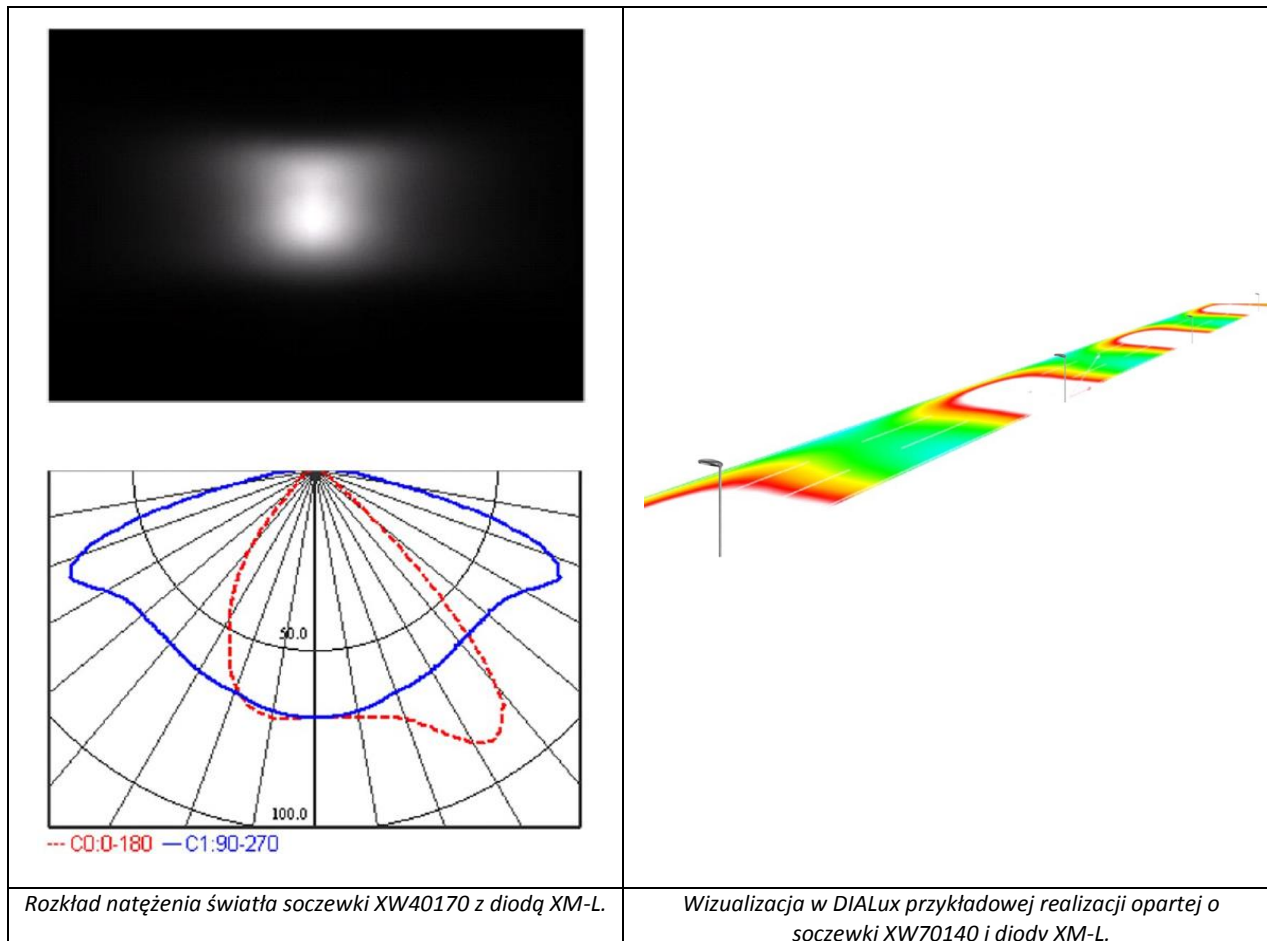 50.0
100.0
--- C0:0-180 — C1:90-270
Rozkład natężenia światła soczewki XW40170 z diodą XM-L.
Wizualizacja w DIALux przykładowej realizacji opartej o
soczewki XW70140 i diody XM-L.